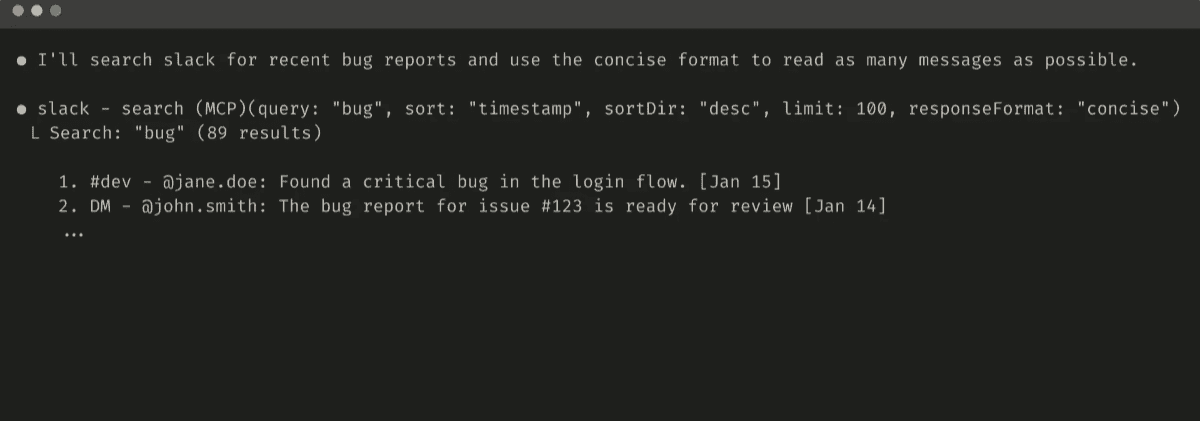 ● I'll search slack for recent bug reports and use the concise format to read as many messages as possible.
● slack - search (MCP)(query: "bug", sort: "timestamp", sortDir: "desc", limit: 100, responseFormat: "concise")
L Search: "bug" (89 results)
1. #dev - @jane.doe: Found a critical bug in the login flow. [Jan 15]
2. DM - @john.smith: The bug report for issue #123 is ready for review [Jan 14]
...